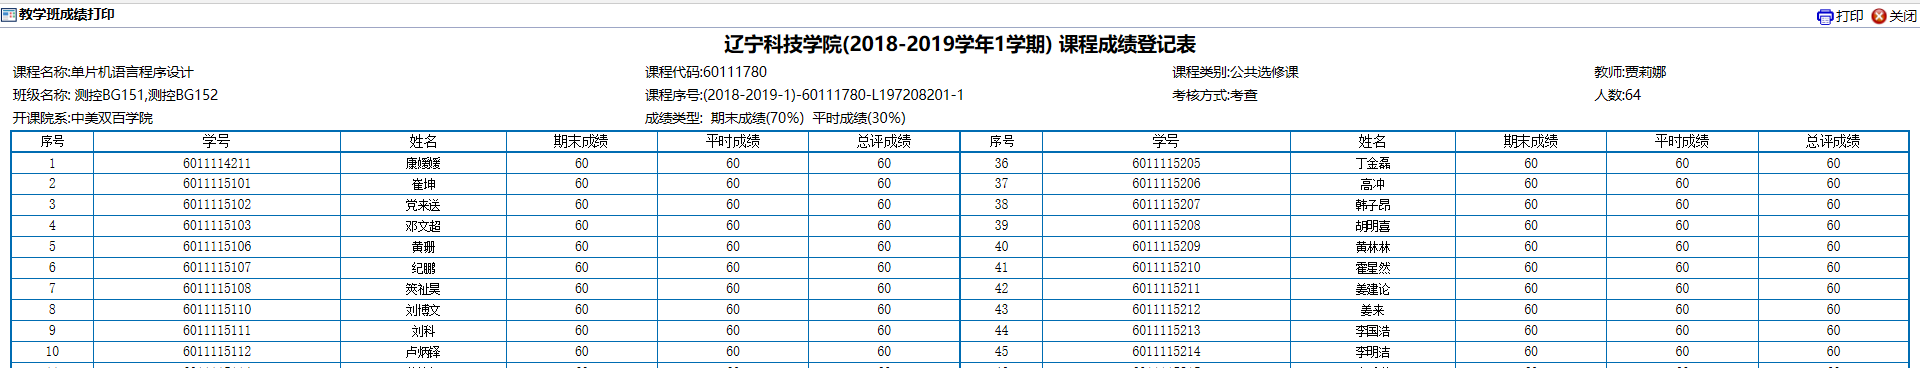 教学班成绩打印
打印 关闭
辽宁科技学院(2018-2019学年1学期) 课程成绩登记表
课程名称:单片机语言程序设计 课程代码:60111780 课程类别:公共选修课 教师:贾莉娜
班级名称: 测控BG151,测控BG152 课程序号:(2018-2019-1)-60111780-L197208201-1 考核方式:考查 人数:64
开课院系:中美双百学院 成绩类型: 期末成绩(70%) 平时成绩(30%)
序号 学号 姓名 期末成绩 平时成绩 总评成绩 序号 学号 姓名 期末成绩 平时成绩 总评成绩
1 6011114211 康媛媛 60 60 60 36 6011115205 丁金磊 60 60 60
2 6011115101 崔坤 60 60 60 37 6011115206 高冲 60 60 60
3 6011115102 党来送 60 60 60 38 6011115207 韩子昂 60 60 60
4 6011115103 邓文超 60 60 60 39 6011115208 胡明喜 60 60 60
5 6011115106 黄珊 60 60 60 40 6011115209 黄林林 60 60 60
6 6011115107 纪鹏 60 60 60 41 6011115210 霍星然 60 60 60
7 6011115108 60 60 60 42 6011115211 姜建论 60 60 60
8 6011115110 刘博文 60 60 60 43 6011115212 姜来 60 60 60
9 6011115111 刘科 60 60 60 44 6011115213 李国浩 60 60 60
10 6011115112 卢炳铎 60 60 60 45 6011115214 李明洁 60 60 60